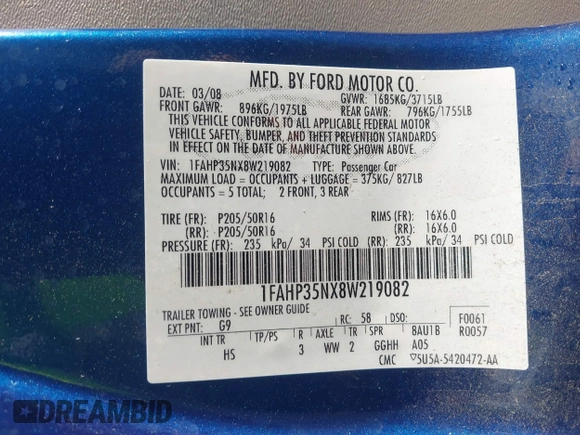 MFD. BY FORD MOTOR CO.
DATE: 03/08 GVWR: 1685KG/3715LB
FRONT GAWR: 896KG/1975LB REAR GAWR: 796KG/1755LB
THIS VEHICLE CONFORMS TO ALL APPLICABLE FEDERAL MOTOR
VEHICLE SAFETY, BUMPER, AND THEFT PREVENTION STANDARDS
IN EFFECT ON THE DATE OF MANUFACTURE SHOWN ABOVE.
VIN: 1FAHP35NX8W219082 TYPE: Passenger Car
MAXIMUM LOAD = OCCUPANTS + LUGGAGE = 375KG/ 827LB
OCCUPANTS = 5 TOTAL; 2 FRONT, 3 REAR
TIRE (FR): P205/50R16 RIMS (FR): 16X6.0
(RR): P205/50R16 (RR): 16X6.0
PRESSURE (FR): 235 kPa/ 34 PSI COLD (RR): 235 kPa/ 34 PSI COLD
1FAHP35NX8W219082
TRAILER TOWING - SEE OWNER GUIDE
EXT PNT: G9 RC: 58 DSO: F0061
INT TR TP/PS R AXLE TR SPR BAU1B R0057
HS 3 WW 2 GGHH A05
CMC 5U5A-5420472-AA
DREAMBID